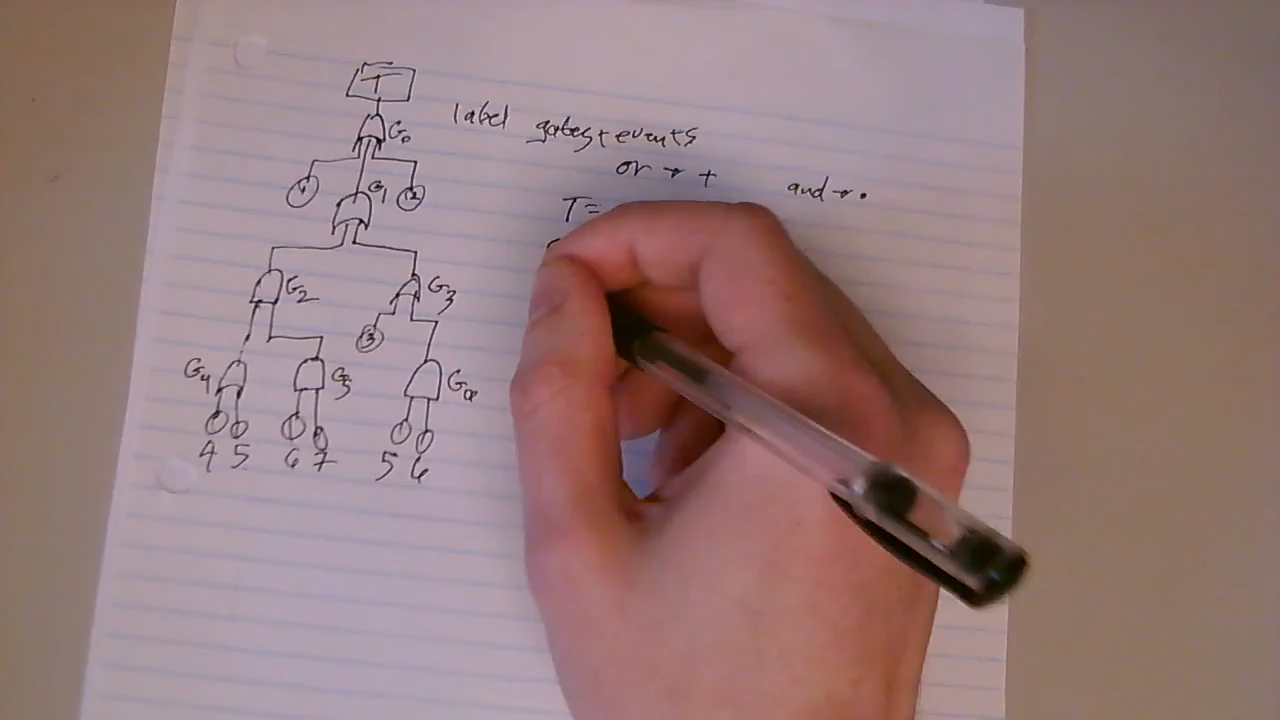 T
G0
label gates + events
or → +
and → •
1
G1
2
T =
G2
G3
3
G4
G5
4 5
6 7
5 6